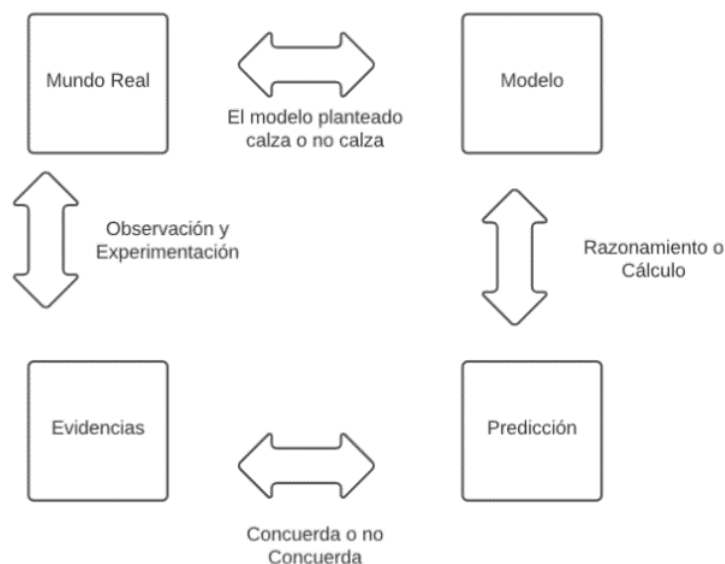 Mundo Real
Modelo
El modelo planteado
calza o no calza
Observación y
Experimentación
Razonamiento o
Cálculo
Evidencias
Predicción
Concuerda o no
Concuerda